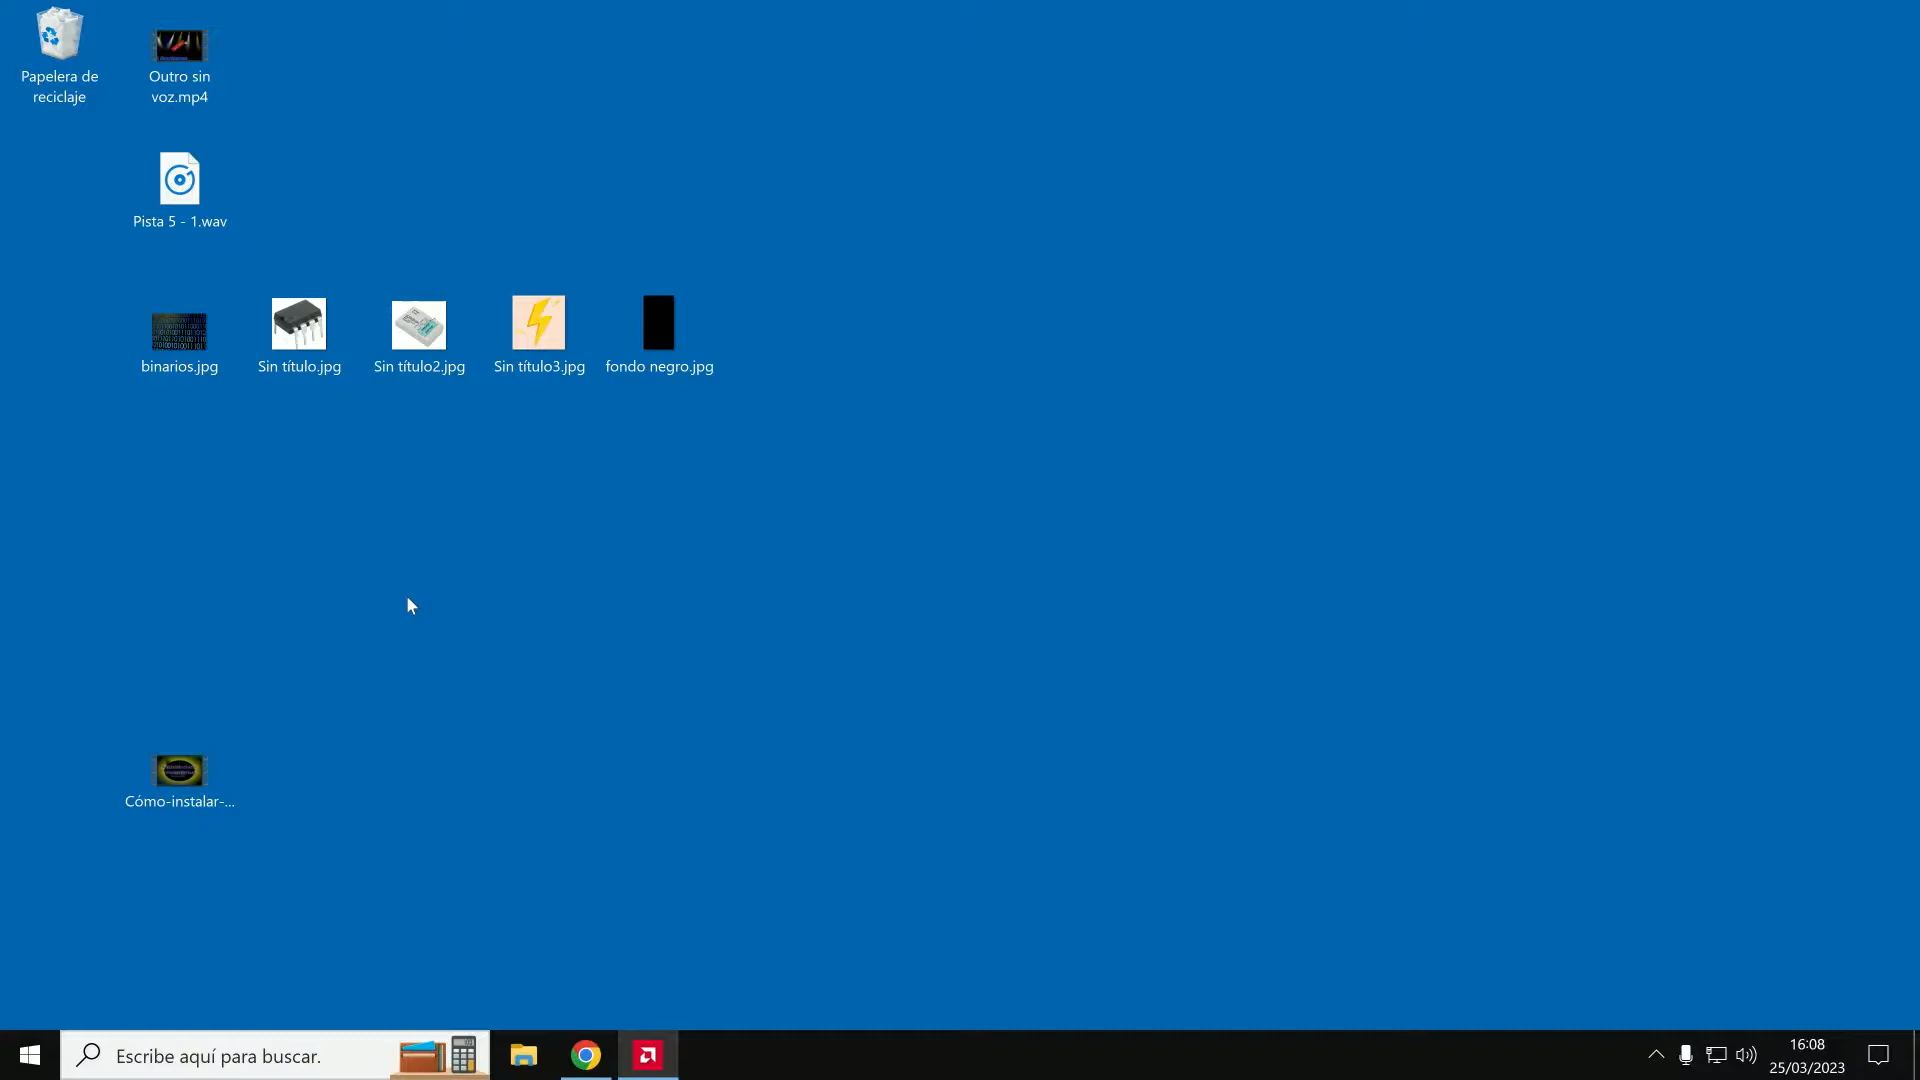 Papelera de
reciclaje
Outro sin
voz.mp4
Pista 5 - 1.wav
binarios.jpg
Sin título.jpg
Sin título2.jpg
Sin título3.jpg
fondo negro.jpg
Cómo-instalar-...
Escribe aquí para buscar.
16:08
25/03/2023